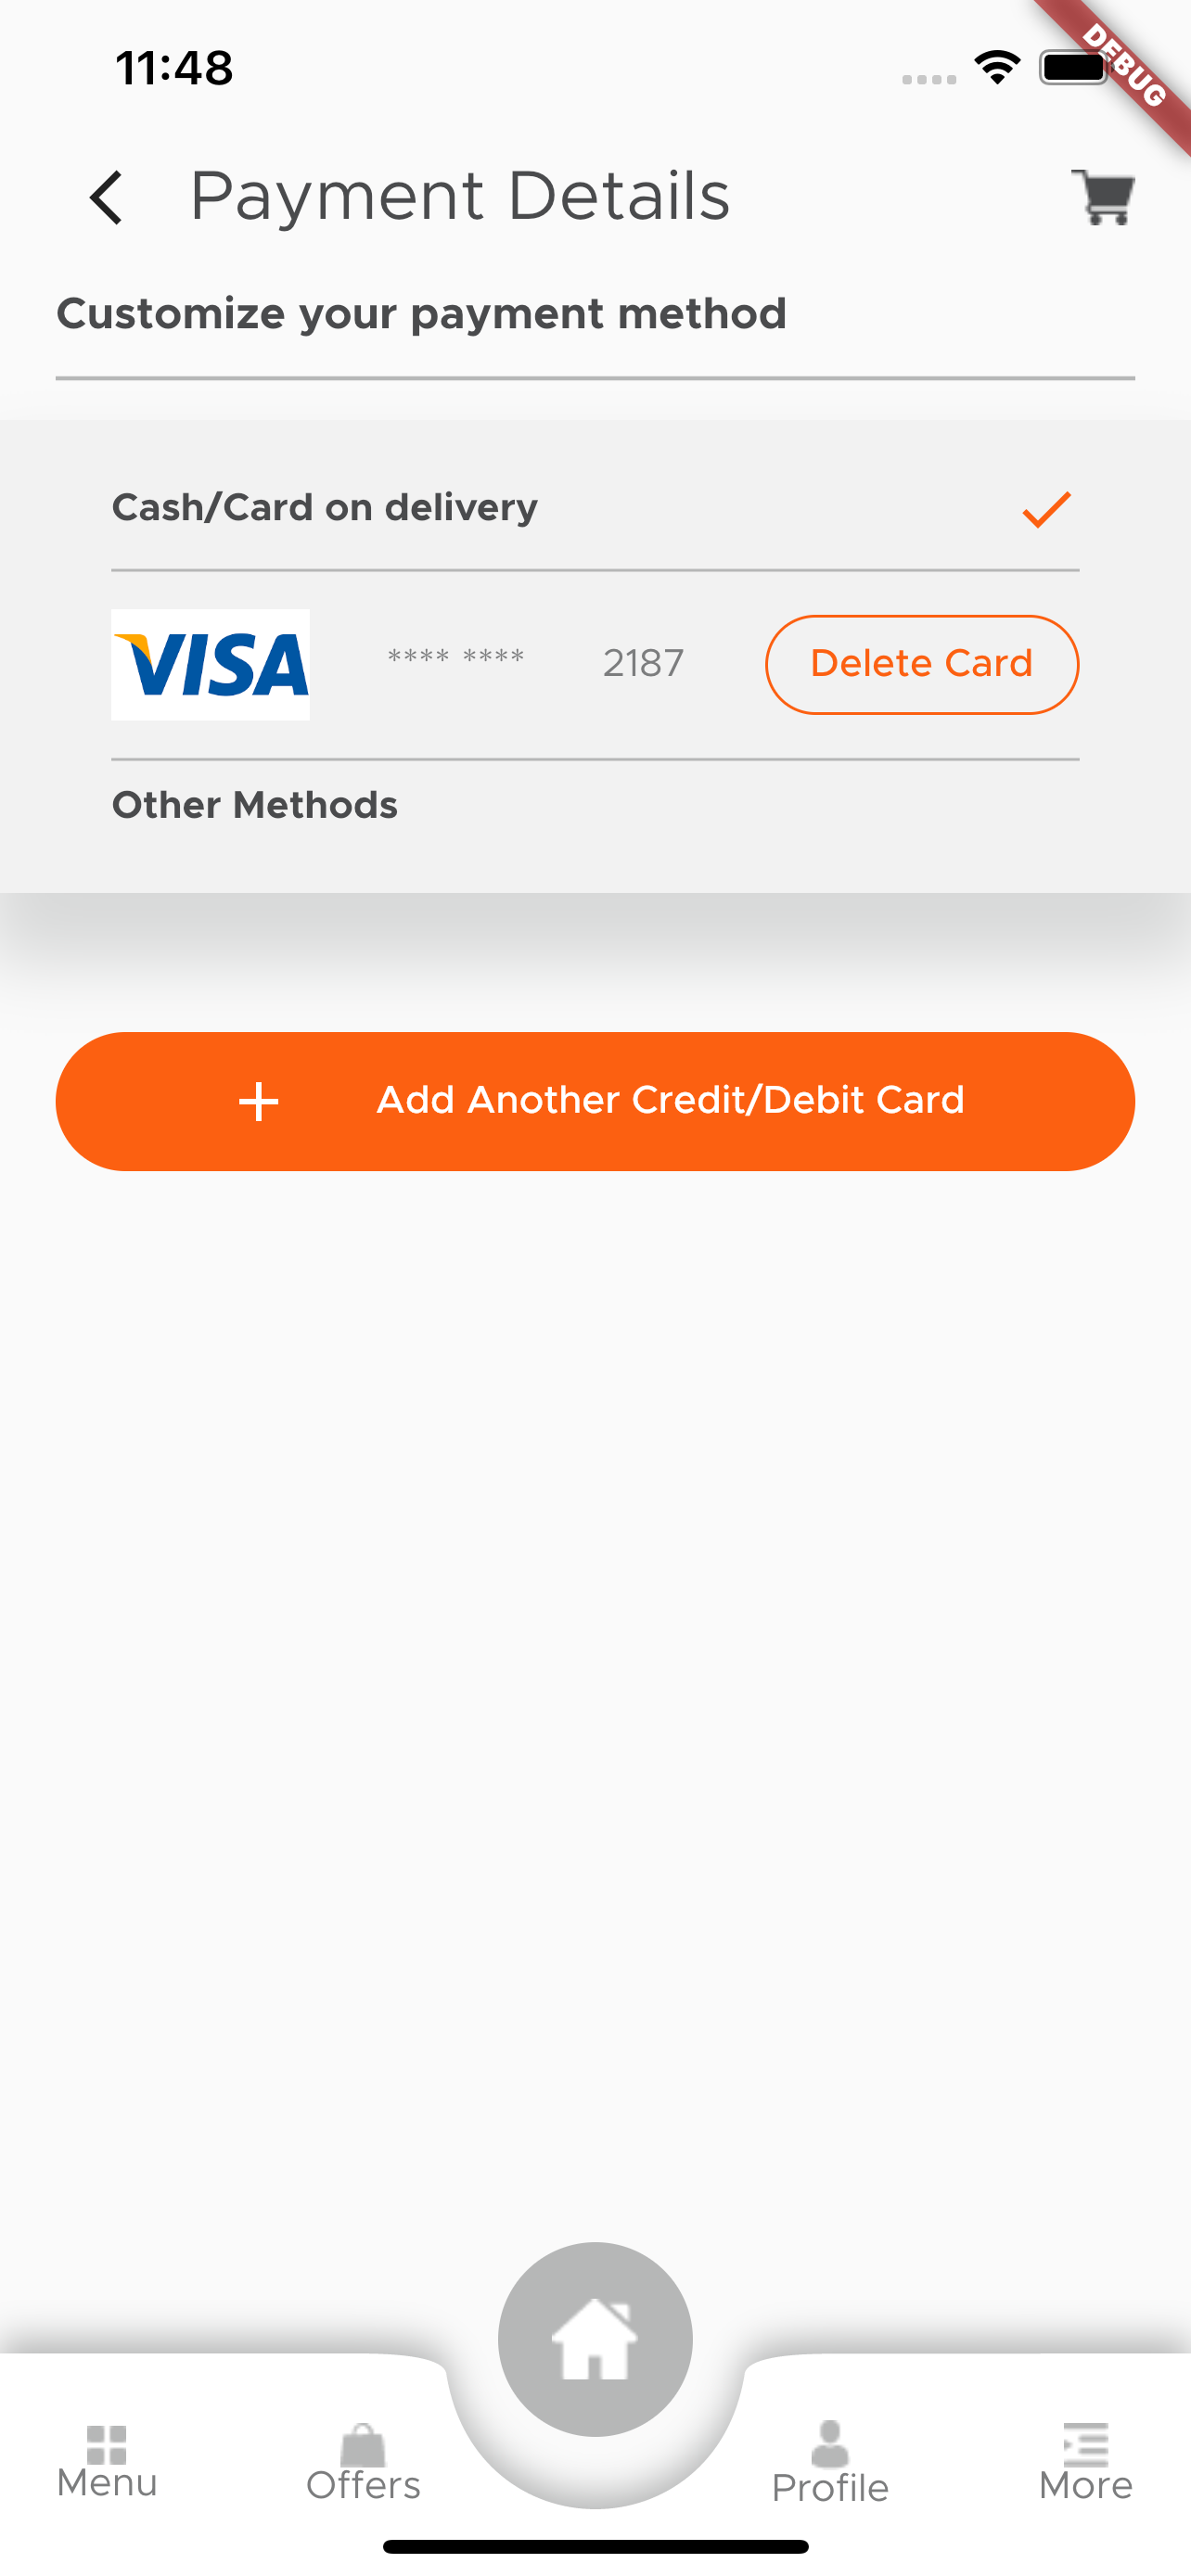 11:48
DEBUG
Payment Details
Customize your payment method
Cash/Card on delivery
VISA **** **** 2187 Delete Card
Other Methods
+ Add Another Credit/Debit Card
Menu Offers Profile More